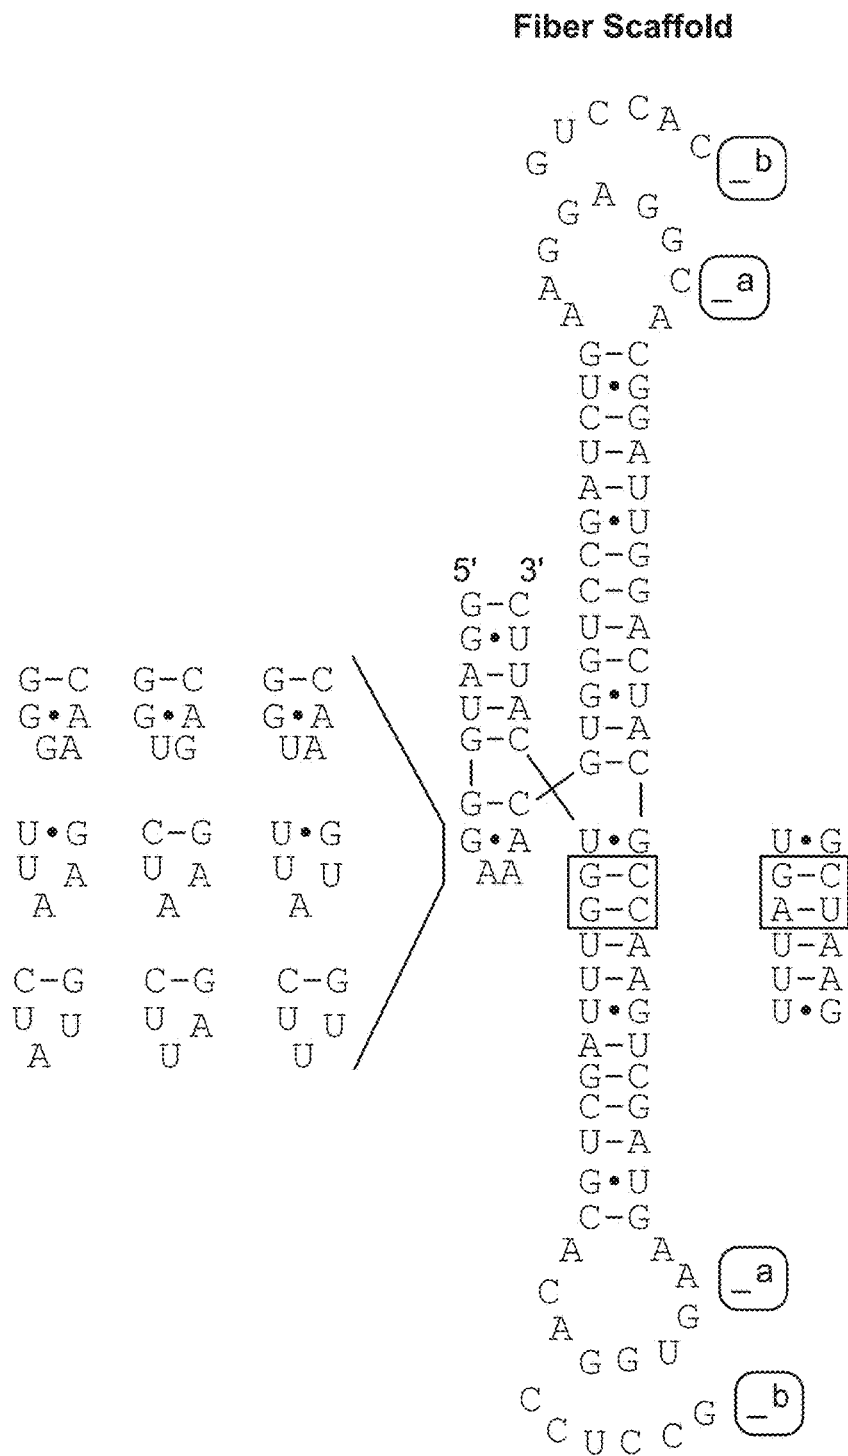 Fiber Scaffold
G U C C A C _b
A A G G A G G C A _a
G-C
U•G
C-G
U-A
A-U
G•U
C-G
C-G
U-A
G-C
G•U
U-A
G-C
5' 3'
G-C
G•U
A-U
U-A
G-C
G-C
G•A
AA
G-C G-C G-C
G•A G•A G•A
GA UG UA
U•G C-G U•G
U A U A U U
A A A
C-G C-G C-G
U U U A U U
A U U
U•G
G-C
G-C
U-A
U-A
U•G
A-U
G-C
C-G
U-A
G•U
C-G
A C A G G U G A A _a
C C U C C G _b
U•G
G-C
A-U
U-A
U-A
U•G